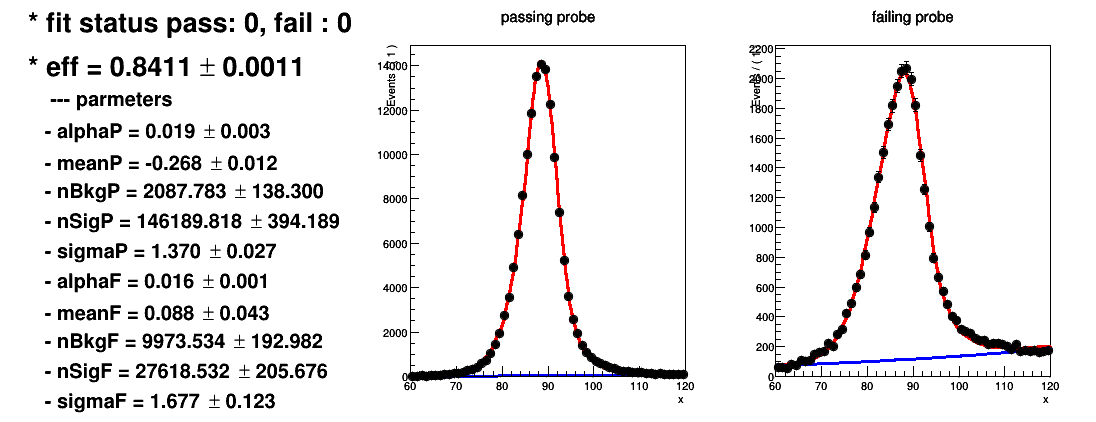 * fit status pass: 0, fail : 0
* eff = 0.8411 ± 0.0011
--- parmeters
- alphaP = 0.019 ± 0.003
- meanP = -0.268 ± 0.012
- nBkgP = 2087.783 ± 138.300
- nSigP = 146189.818 ± 394.189
- sigmaP = 1.370 ± 0.027
- alphaF = 0.016 ± 0.001
- meanF = 0.088 ± 0.043
- nBkgF = 9973.534 ± 192.982
- nSigF = 27618.532 ± 205.676
- sigmaF = 1.677 ± 0.123
passing probe
Events / ( 1 )
14000
12000
10000
8000
6000
4000
2000
0
60 70 80 90 100 110 120
x
failing probe
Events / ( 1 )
2200
2000
1800
1600
1400
1200
1000
800
600
400
200
0
60 70 80 90 100 110 120
x